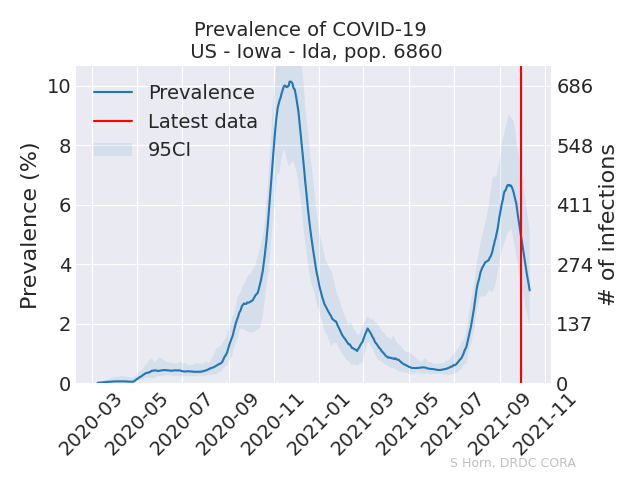 Prevalence of COVID-19
US - Iowa - Ida, pop. 6860
Prevalence
Latest data
95CI
Prevalence (%)
10
8
6
4
2
0
686
548
411
274
137
0
# of infections
2020-03
2020-05
2020-07
2020-09
2020-11
2021-01
2021-03
2021-05
2021-07
2021-09
2021-11
S Horn, DRDC CORA